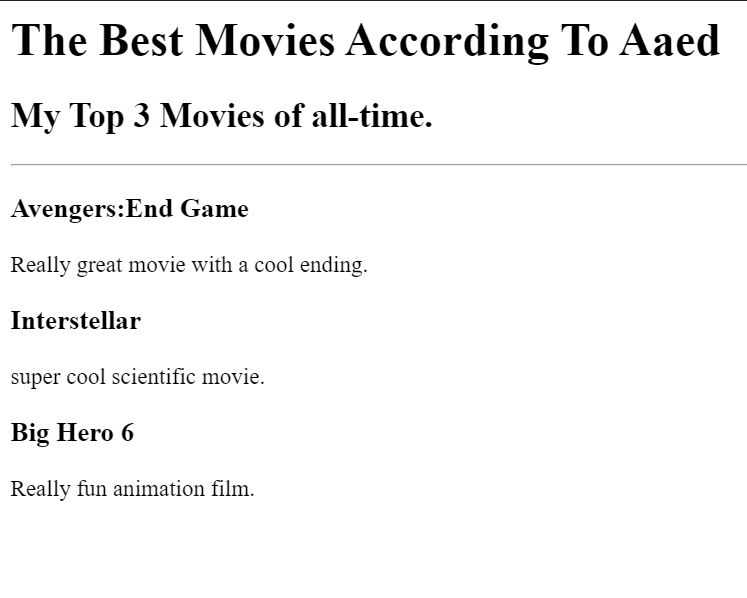 The Best Movies According To Aaed
My Top 3 Movies of all-time.
Avengers:End Game
Really great movie with a cool ending.
Interstellar
super cool scientific movie.
Big Hero 6
Really fun animation film.